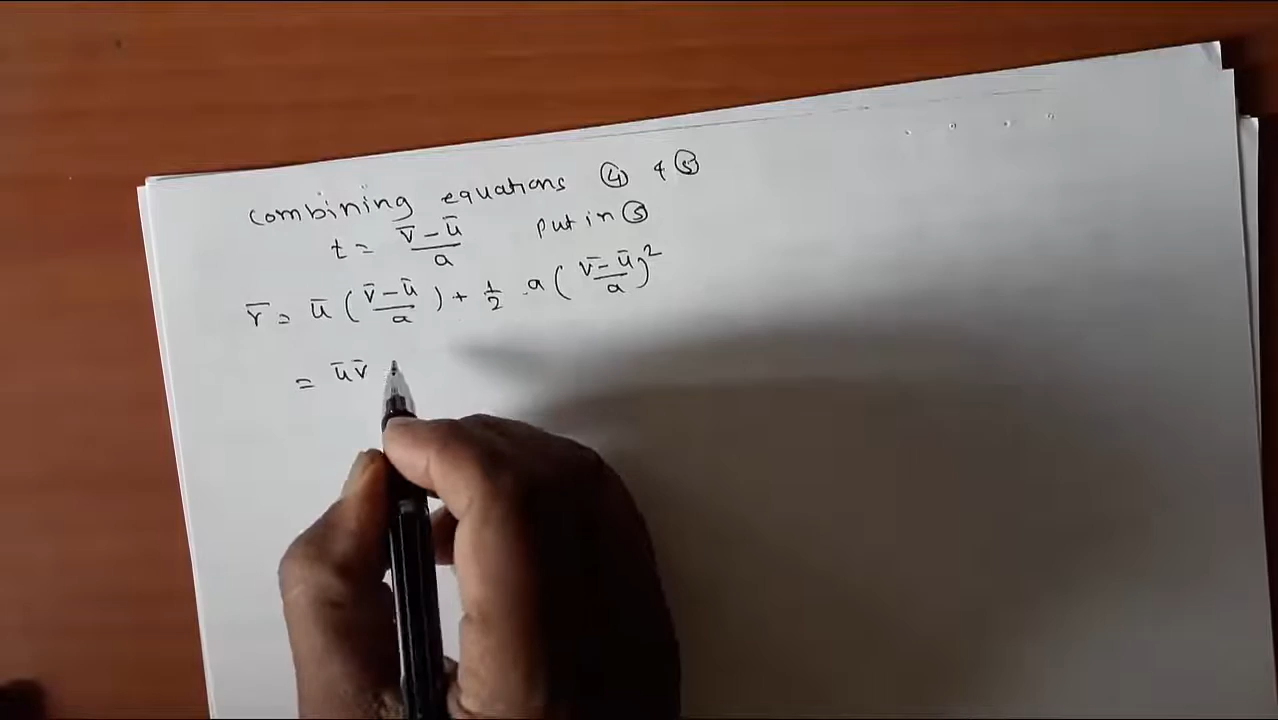 combining equations ④ & ⑤
t = v̄ - ū / a put in ⑤
r̄ = ū ( v̄ - ū / a ) + 1/2 a ( v̄ - ū / a )²
= ū v̄